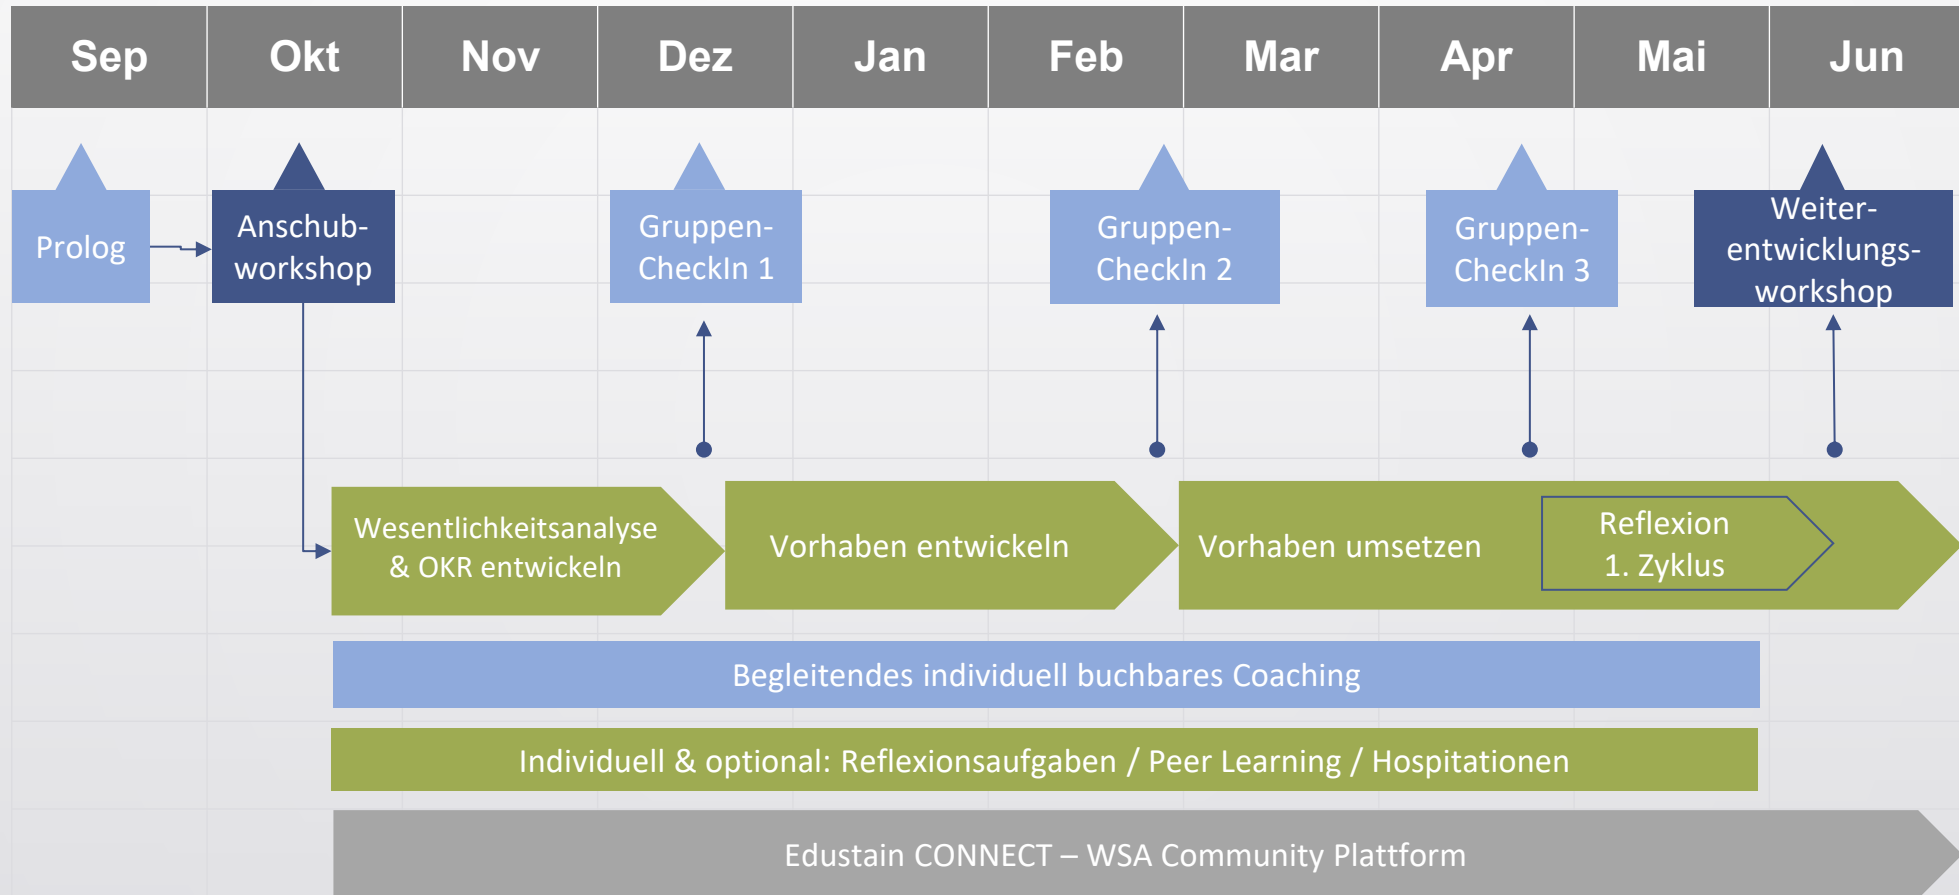 Sep Okt Nov Dez Jan Feb Mar Apr Mai Jun
Prolog
Anschub-
workshop
Gruppen-
CheckIn 1
Gruppen-
CheckIn 2
Gruppen-
CheckIn 3
Weiter-
entwicklungs-
workshop
Wesentlichkeitsanalyse
& OKR entwickeln
Vorhaben entwickeln
Vorhaben umsetzen
Reflexion
1. Zyklus
Begleitendes individuell buchbares Coaching
Individuell & optional: Reflexionsaufgaben / Peer Learning / Hospitationen
Edustain CONNECT – WSA Community Plattform